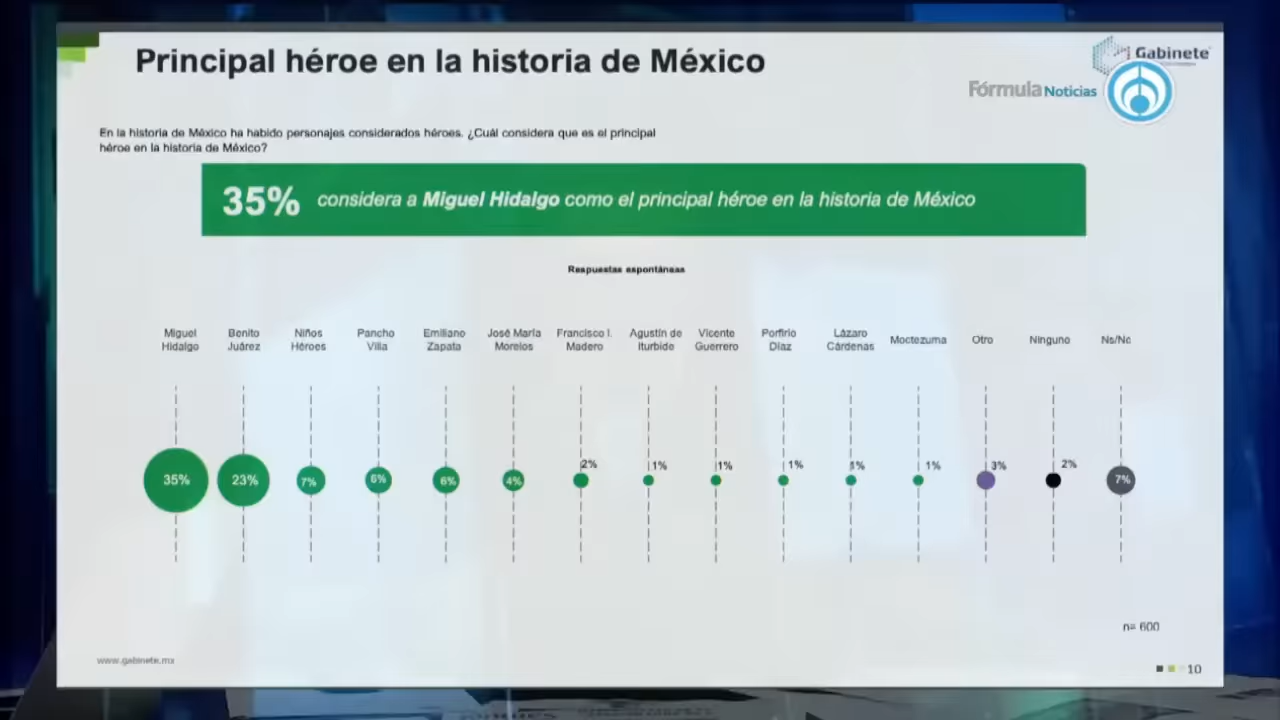 Principal héroe en la historia de México
Gabinete
Fórmula Noticias
En la historia de México ha habido personajes considerados héroes. ¿Cuál considera que es el principal
héroe en la historia de México?
35% considera a Miguel Hidalgo como el principal héroe en la historia de México
Respuestas espontáneas
Miguel Hidalgo
Benito Juárez
Niños Héroes
Pancho Villa
Emiliano Zapata
José María Morelos
Francisco I. Madero
Agustín de Iturbide
Vicente Guerrero
Porfirio Díaz
Lázaro Cárdenas
Moctezuma
Otro
Ninguno
Ns/Nc
35% 23% 7% 6% 6% 4% 2% 1% 1% 1% 1% 1% 3% 2% 7%
n= 600
www.gabinete.mx
10